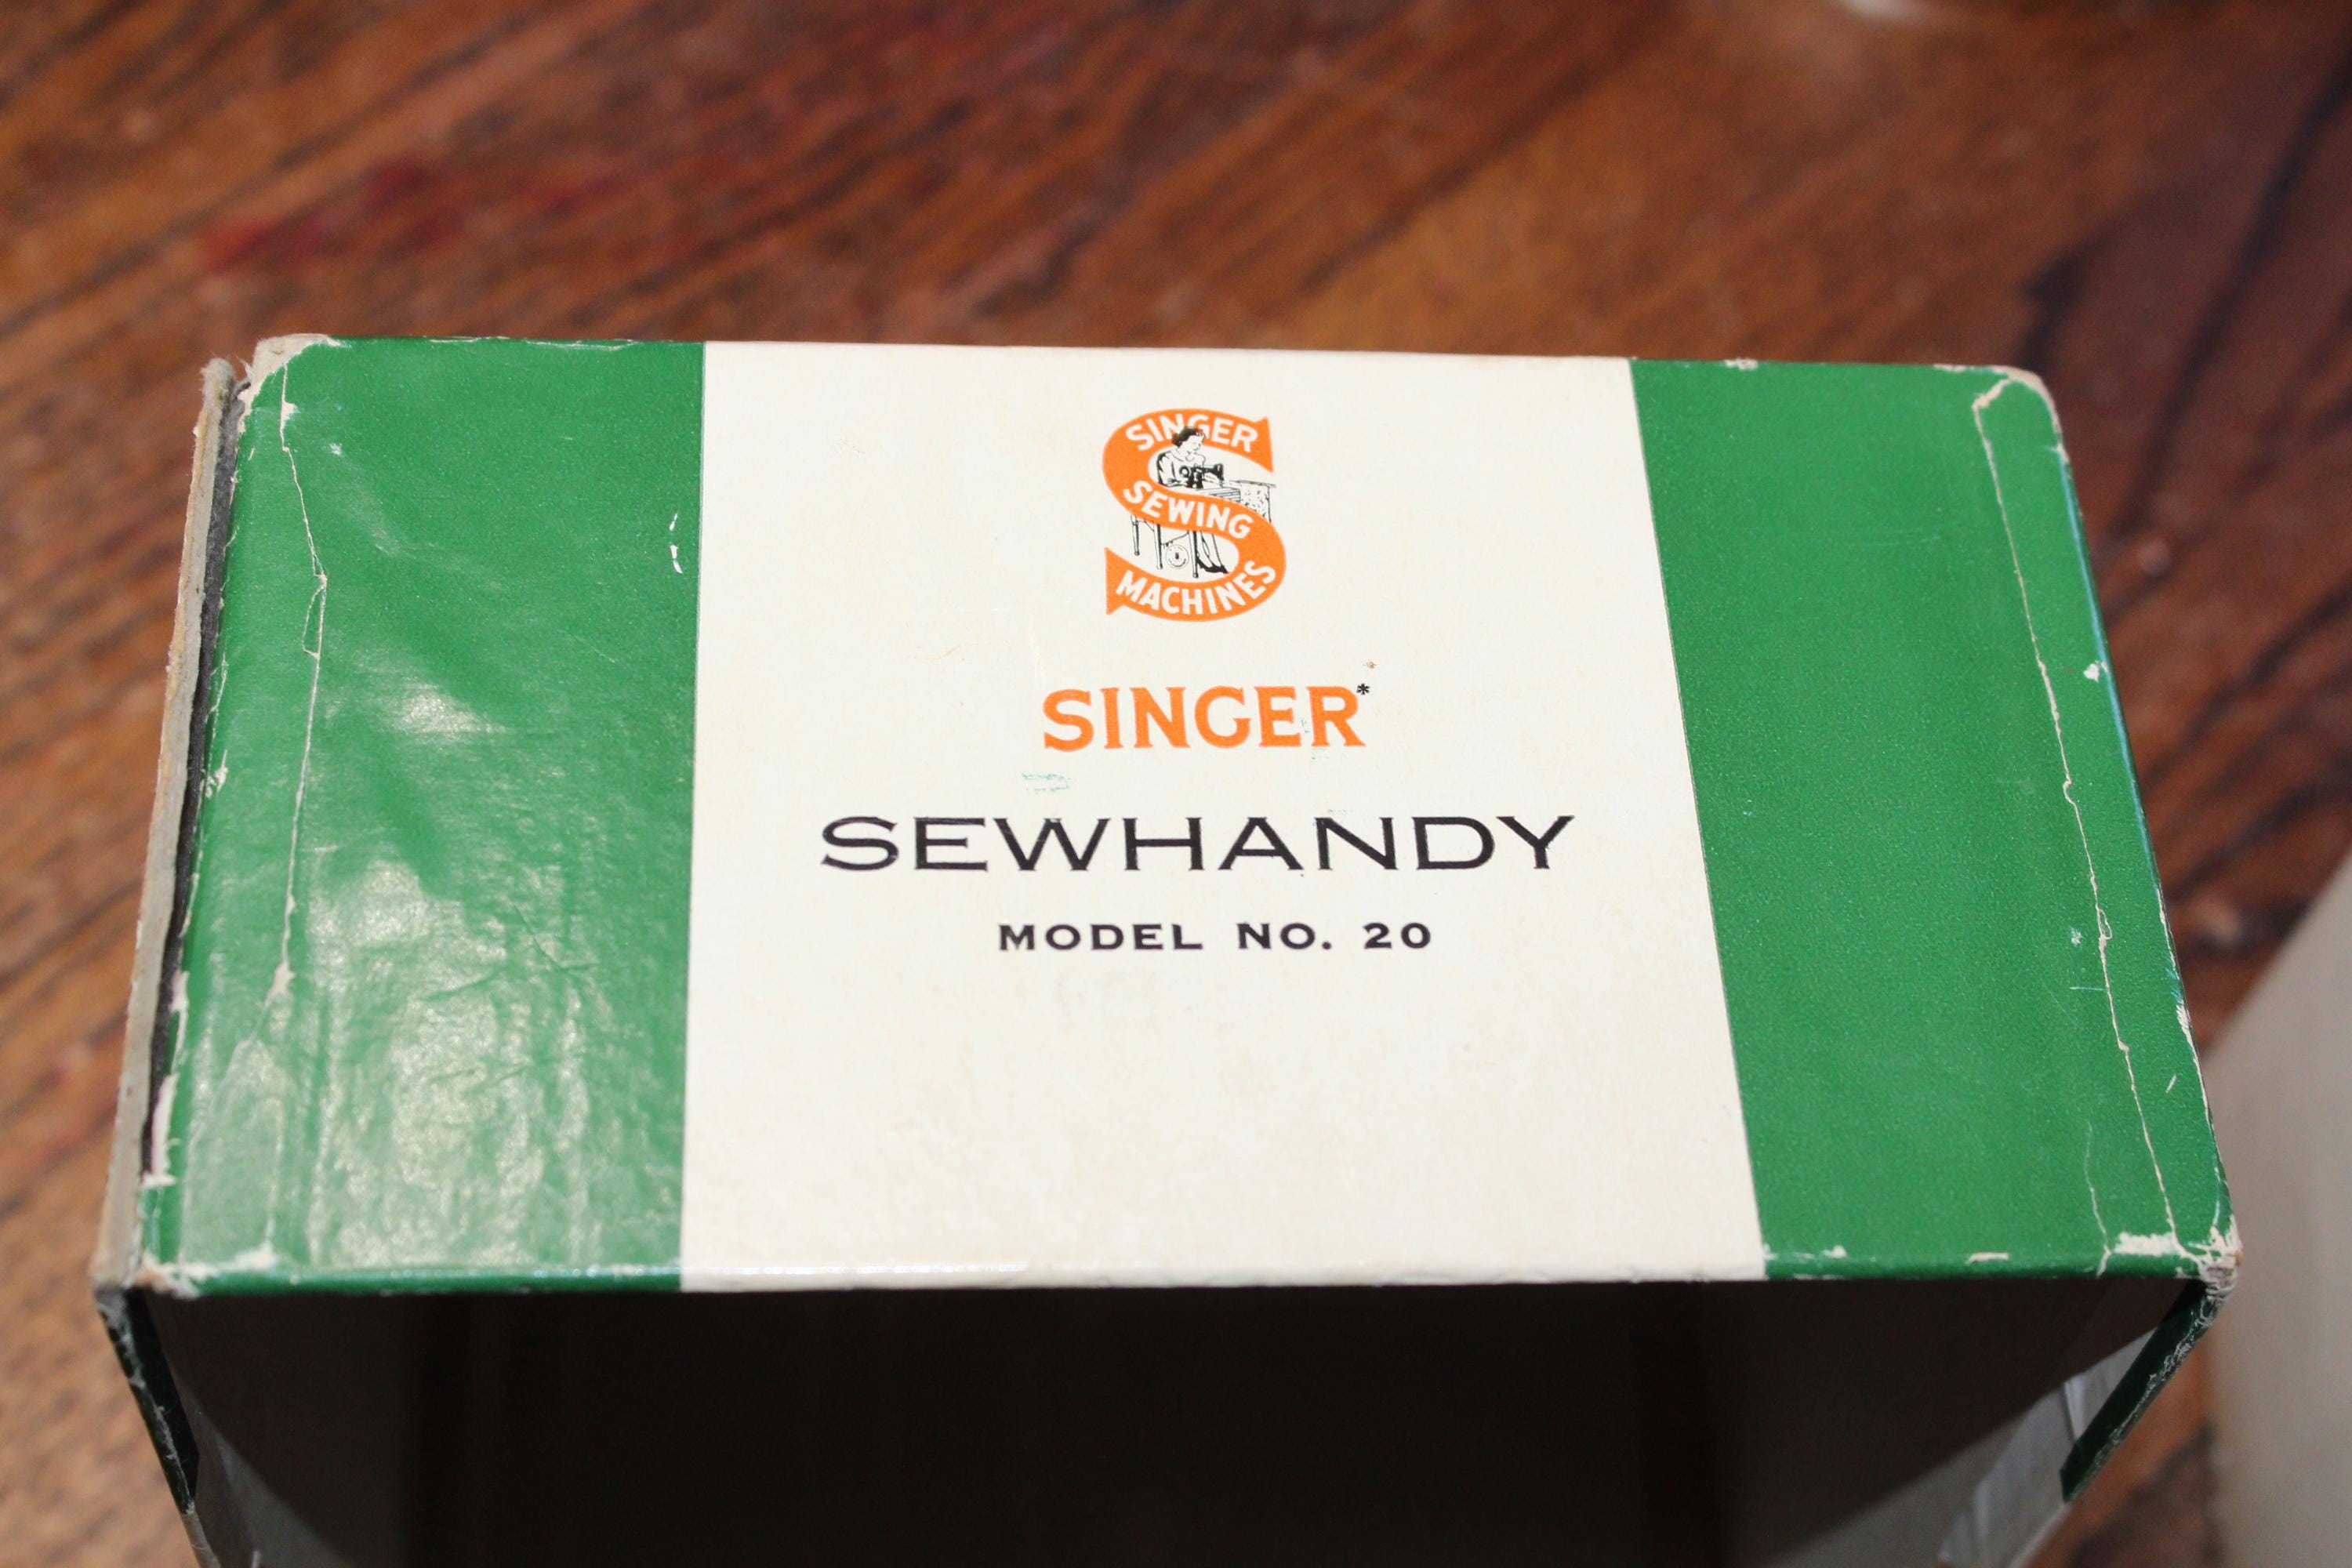 SINGER
SEWING
MACHINES
SINGER*
SEWHANDY
MODEL NO. 20